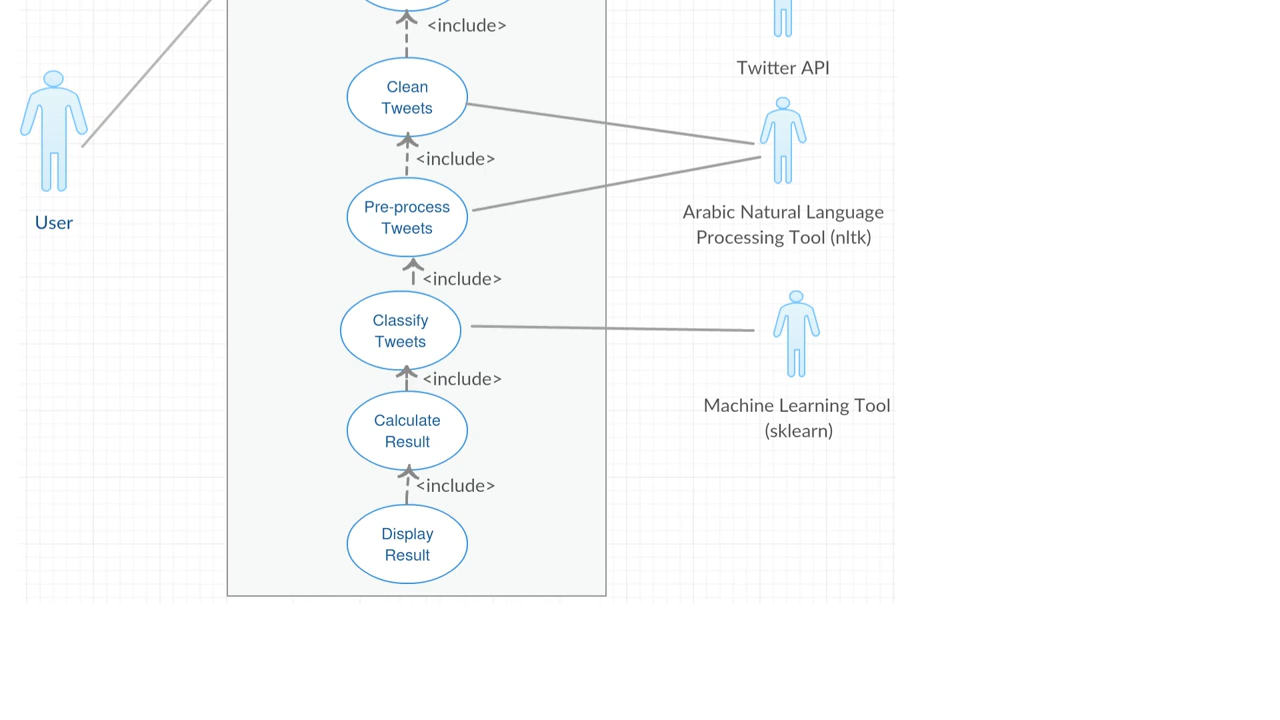 <include>
Clean
Tweets
Twitter API
<include>
Pre-process
Tweets
User
Arabic Natural Language
Processing Tool (nltk)
<include>
Classify
Tweets
<include>
Machine Learning Tool
(sklearn)
Calculate
Result
<include>
Display
Result